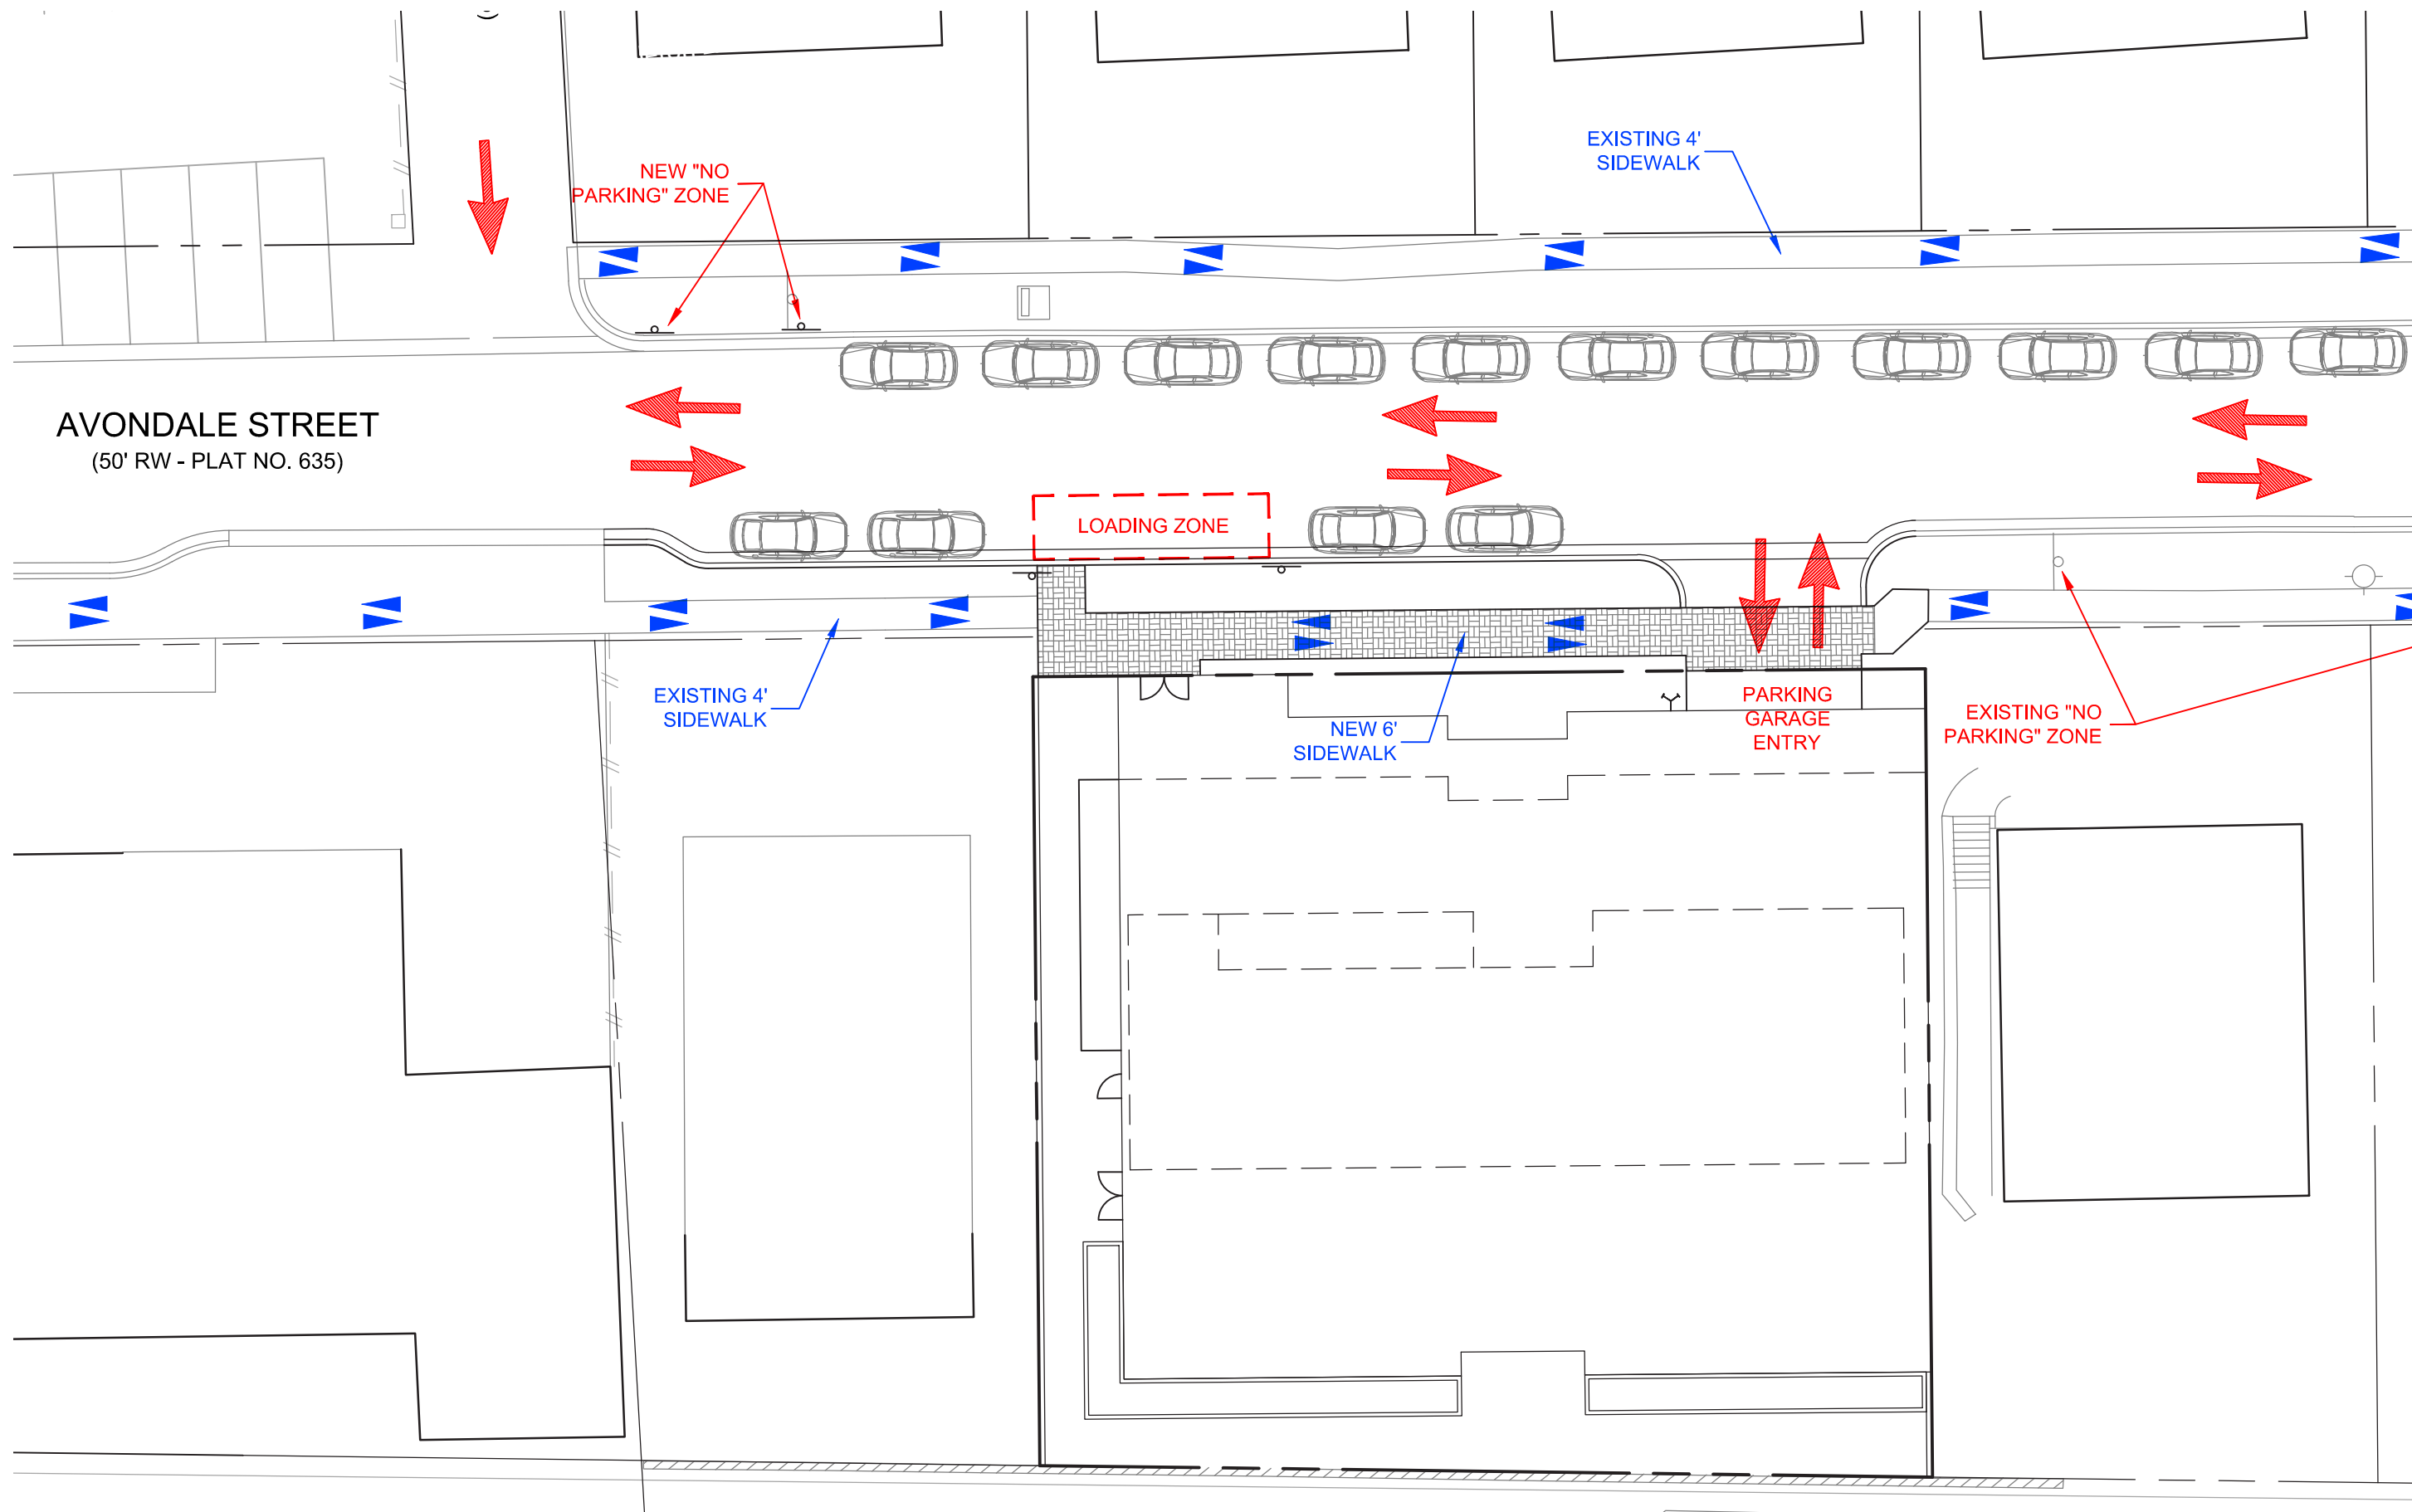 EXISTING 4'
SIDEWALK
NEW "NO
PARKING" ZONE
AVONDALE STREET
(50' RW - PLAT NO. 635)
LOADING ZONE
EXISTING 4'
SIDEWALK
NEW 6'
SIDEWALK
PARKING
GARAGE
ENTRY
EXISTING "NO
PARKING" ZONE